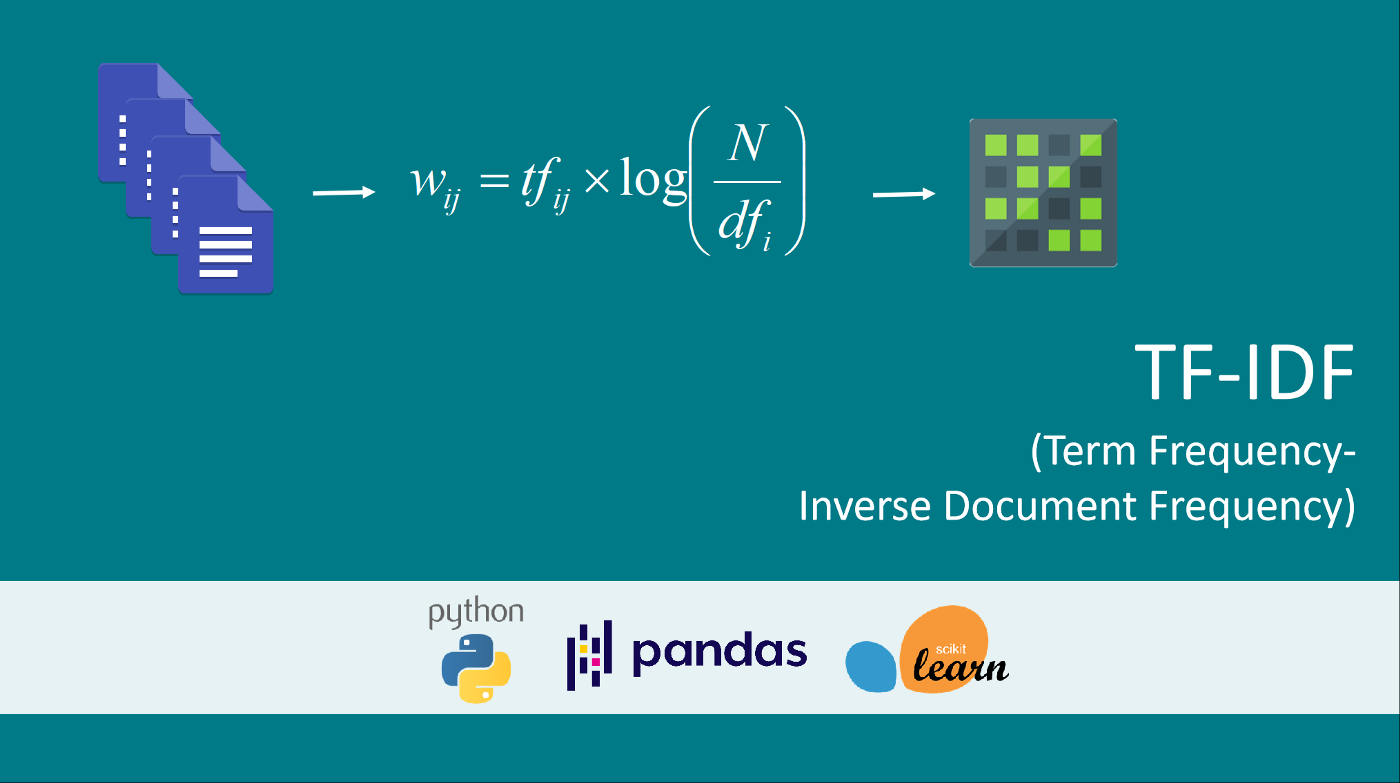 w_ij = tf_ij × log(N / df_i)
TF-IDF
(Term Frequency-
Inverse Document Frequency)
python
pandas
scikit
learn